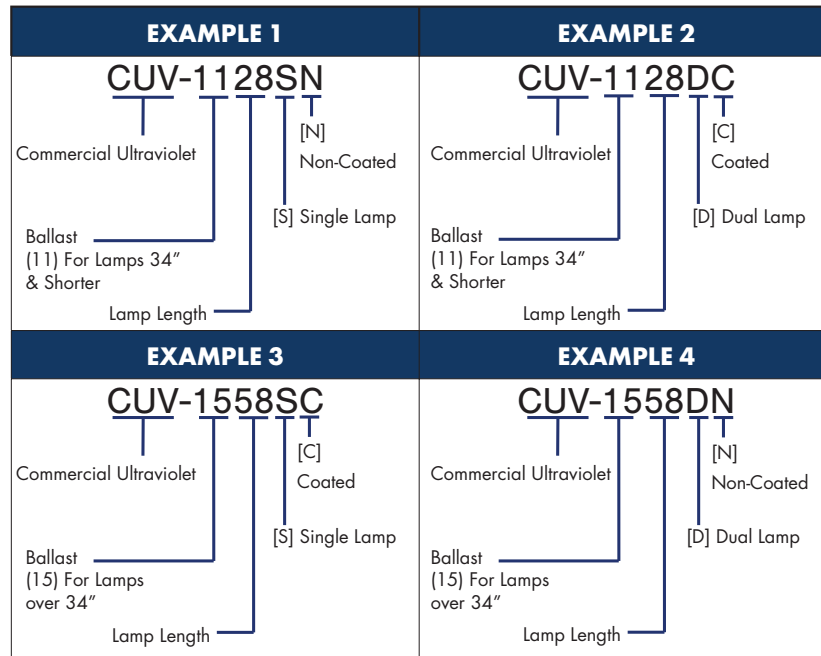 EXAMPLE 1
CUV-1128SN
[N]
Non-Coated
Commercial Ultraviolet
[S] Single Lamp
Ballast
(11) For Lamps 34″
& Shorter
Lamp Length
EXAMPLE 2
CUV-1128DC
[C]
Coated
Commercial Ultraviolet
[D] Dual Lamp
Ballast
(11) For Lamps 34″
& Shorter
Lamp Length
EXAMPLE 3
CUV-1558SC
[C]
Coated
Commercial Ultraviolet
[S] Single Lamp
Ballast
(15) For Lamps
over 34″
Lamp Length
EXAMPLE 4
CUV-1558DN
[N]
Non-Coated
Commercial Ultraviolet
[D] Dual Lamp
Ballast
(15) For Lamps
over 34″
Lamp Length